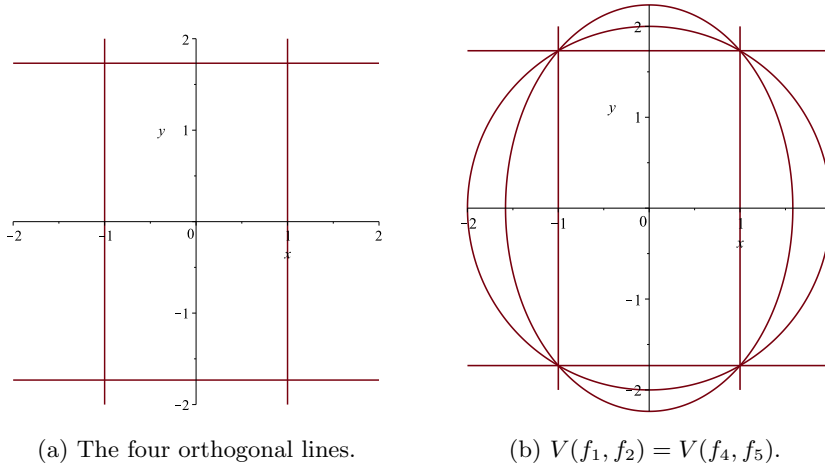 2
y
1
-2
-1
0
1
2
x
-1
-2
2
y
1
-2
-1
0
1
x
-1
-2
(a) The four orthogonal lines.
(b) V(f₁, f₂) = V(f₄, f₅).